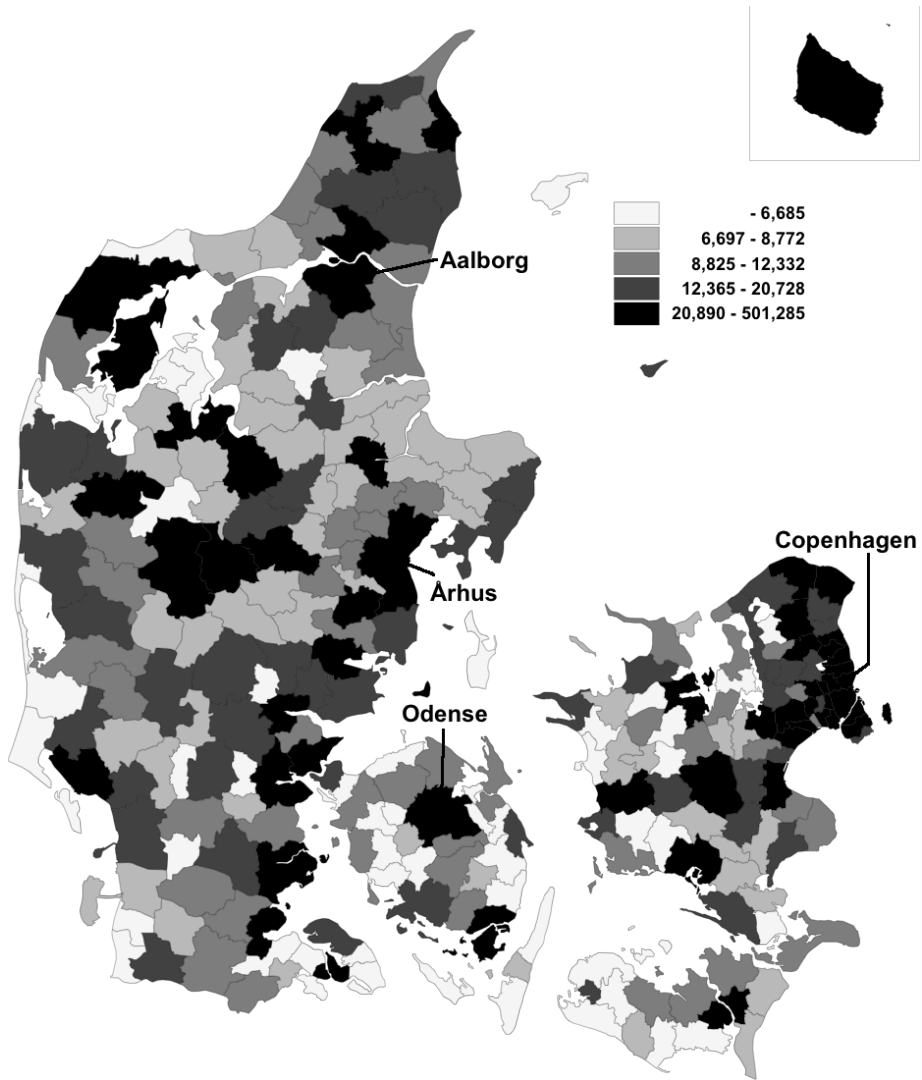 - 6,685
6,697 - 8,772
8,825 - 12,332
12,365 - 20,728
20,890 - 501,285
Aalborg
Copenhagen
Århus
Odense